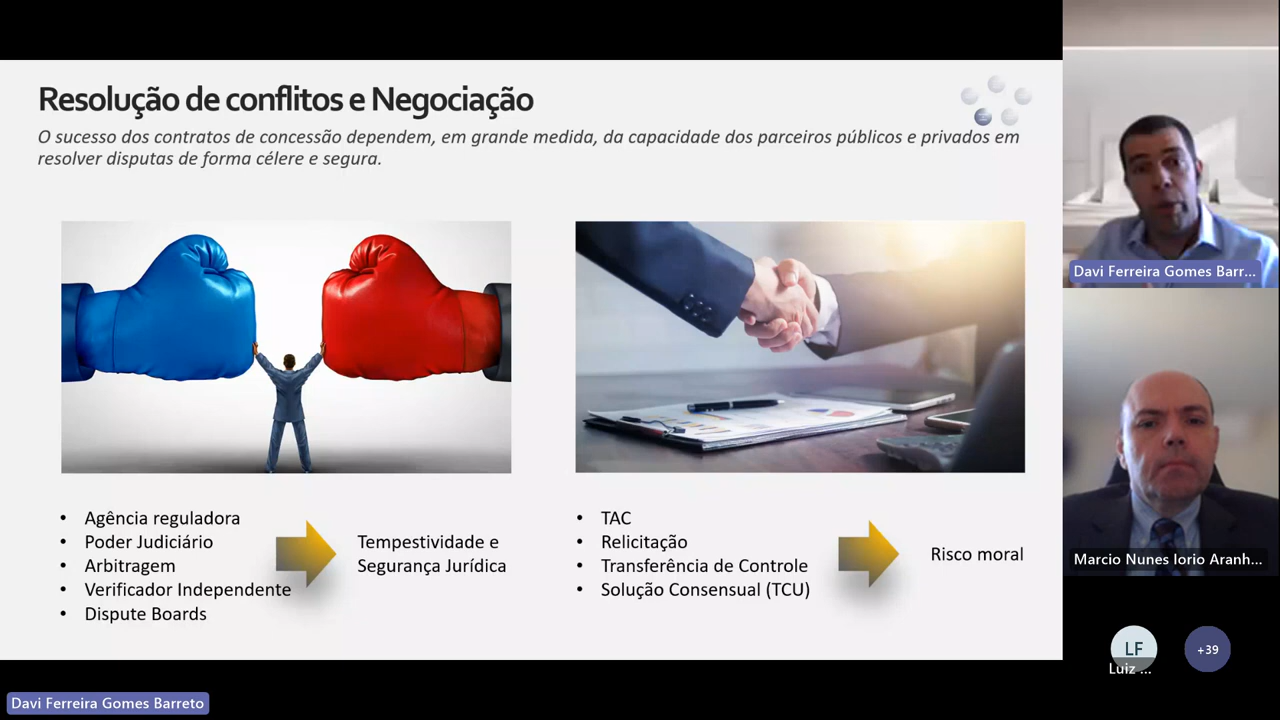 Resolução de conflitos e Negociação
O sucesso dos contratos de concessão dependem, em grande medida, da capacidade dos parceiros públicos e privados em
resolver disputas de forma célere e segura.
• Agência reguladora
• Poder Judiciário
• Arbitragem
• Verificador Independente
• Dispute Boards
Tempestividade e
Segurança Jurídica
• TAC
• Relicitação
• Transferência de Controle
• Solução Consensual (TCU)
Risco moral
Davi Ferreira Gomes Barr...
Marcio Nunes Iorio Aranh...
LF
Luiz ...
+39
Davi Ferreira Gomes Barreto